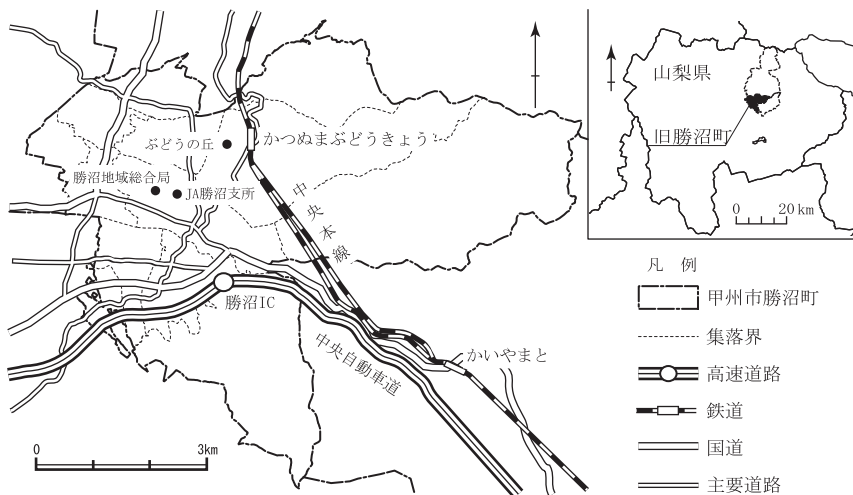 ぶどうの丘
かつぬまぶどうきょう
勝沼地域総合局
JA勝沼支所
中央本線
勝沼IC
中央自動車道
かいやまと
0 3km
山梨県
旧勝沼町
0 20 km
凡例
甲州市勝沼町
集落界
高速道路
鉄道
国道
主要道路